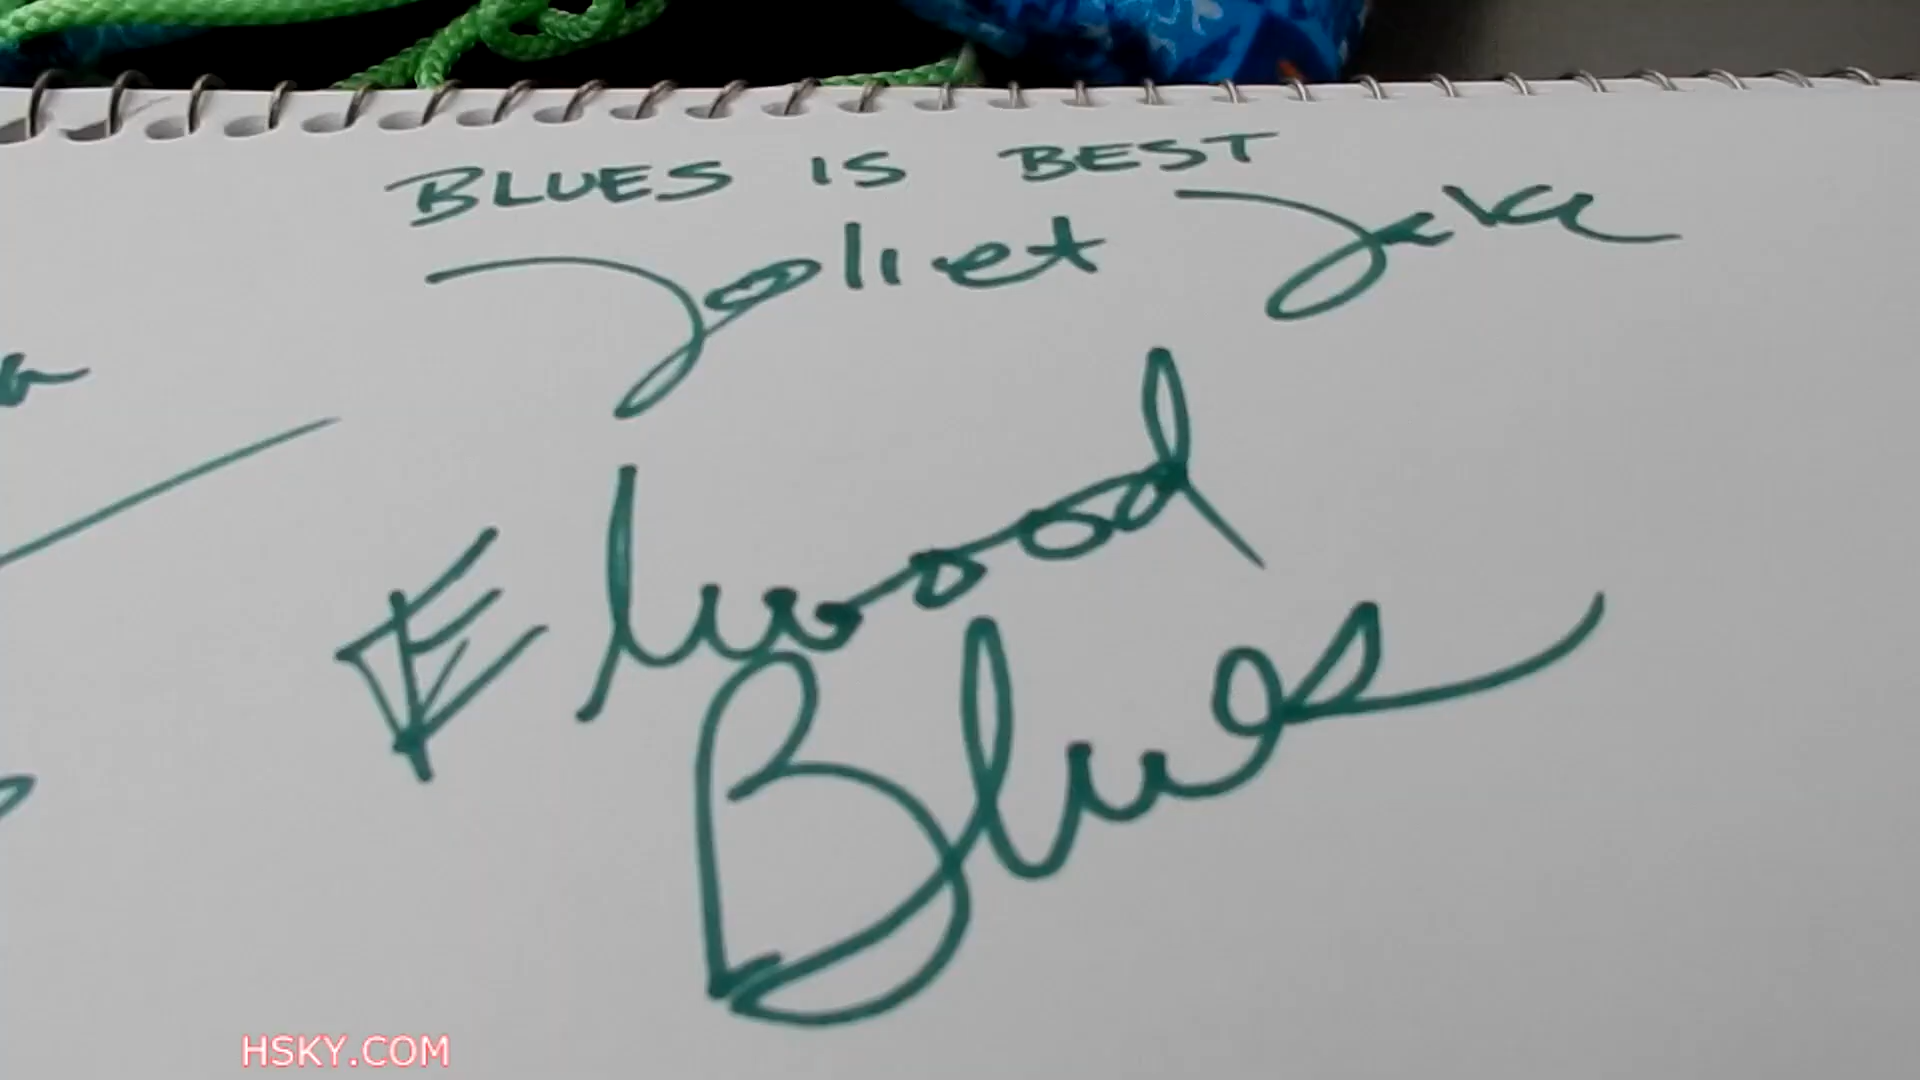 BLUES IS BEST
Joliet Jake
Elwood
Blues
HSKY.COM